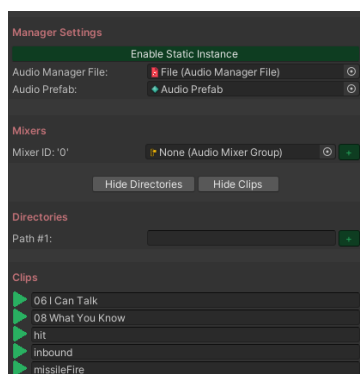 Manager Settings
Enable Static Instance
Audio Manager File: File (Audio Manager File)
Audio Prefab: Audio Prefab
Mixers
Mixer ID: '0' None (Audio Mixer Group) +
Hide Directories Hide Clips
Directories
Path #1: +
Clips
06 I Can Talk
08 What You Know
hit
inbound
missileFire